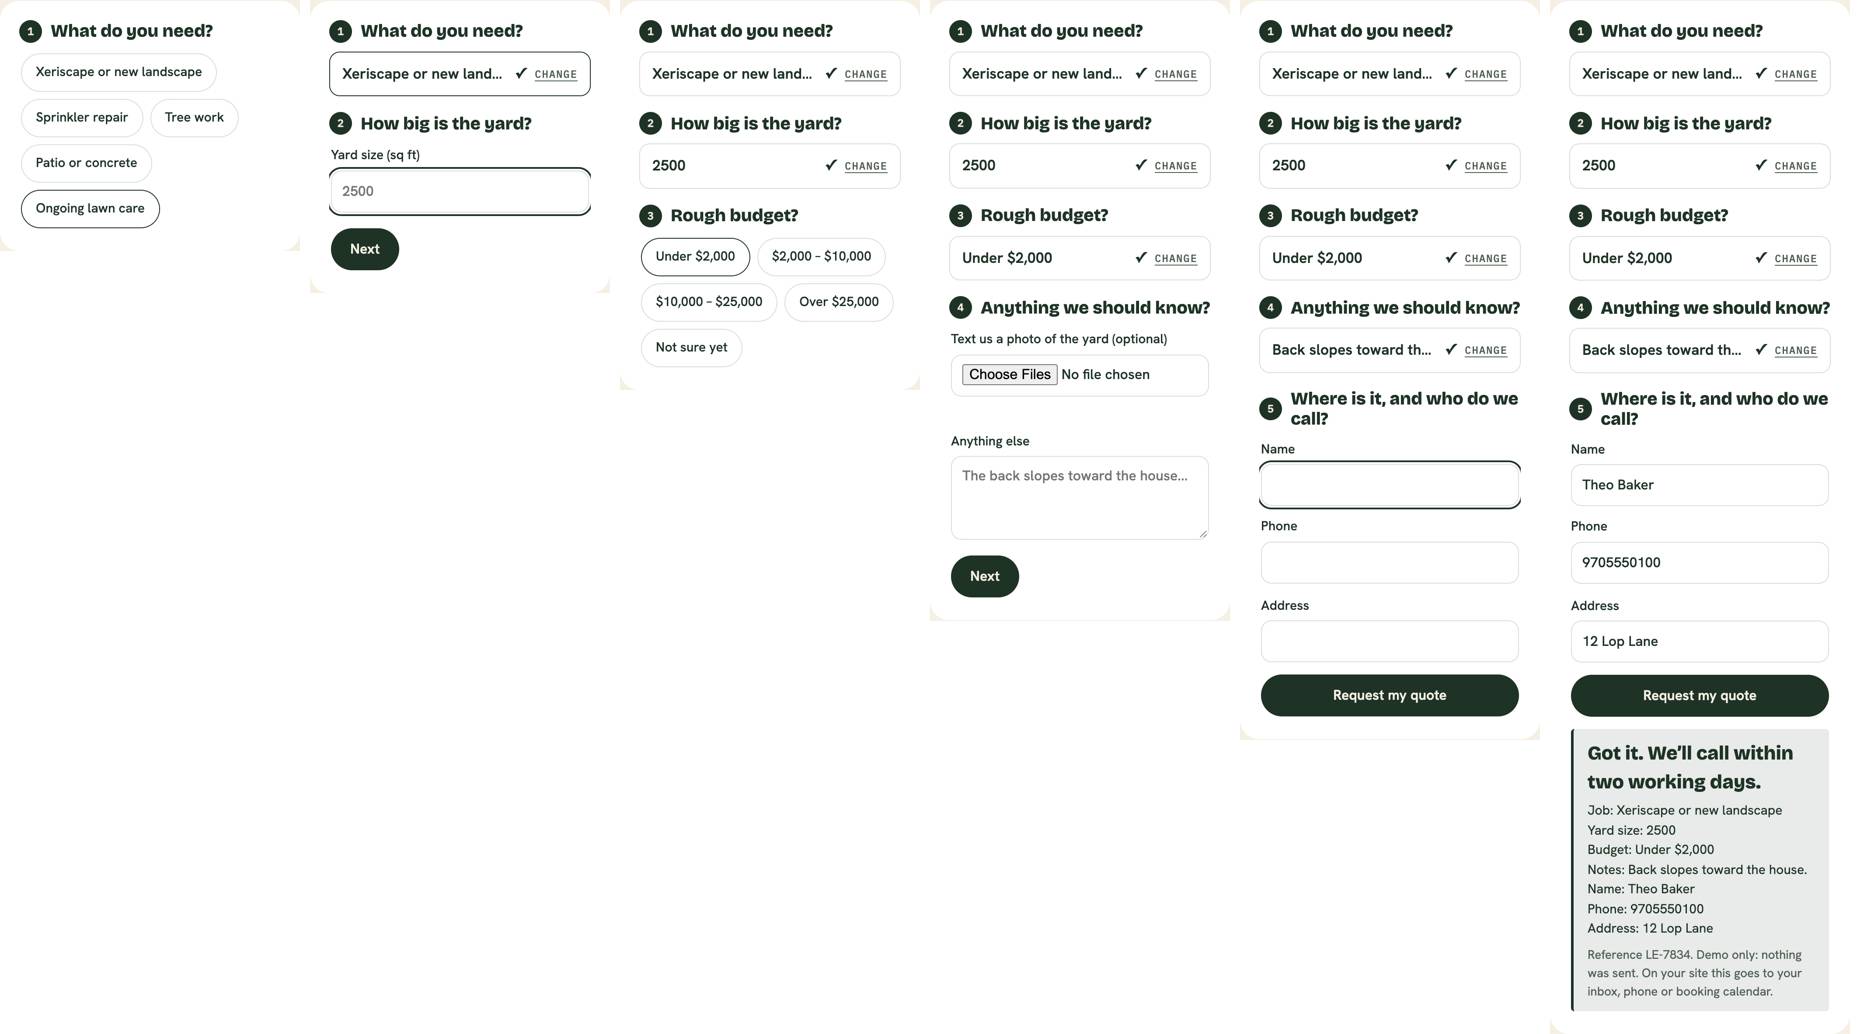 1 What do you need?
Xeriscape or new landscape
Sprinkler repair
Tree work
Patio or concrete
Ongoing lawn care
1 What do you need?
Xeriscape or new land... ✓ CHANGE
2 How big is the yard?
Yard size (sq ft)
2500
Next
1 What do you need?
Xeriscape or new land... ✓ CHANGE
2 How big is the yard?
2500 ✓ CHANGE
3 Rough budget?
Under $2,000
$2,000 – $10,000
$10,000 – $25,000
Over $25,000
Not sure yet
1 What do you need?
Xeriscape or new land... ✓ CHANGE
2 How big is the yard?
2500 ✓ CHANGE
3 Rough budget?
Under $2,000 ✓ CHANGE
4 Anything we should know?
Text us a photo of the yard (optional)
Choose Files No file chosen
Anything else
The back slopes toward the house...
Next
1 What do you need?
Xeriscape or new land... ✓ CHANGE
2 How big is the yard?
2500 ✓ CHANGE
3 Rough budget?
Under $2,000 ✓ CHANGE
4 Anything we should know?
Back slopes toward th... ✓ CHANGE
5 Where is it, and who do we
call?
Name
Phone
Address
Request my quote
1 What do you need?
Xeriscape or new land... ✓ CHANGE
2 How big is the yard?
2500 ✓ CHANGE
3 Rough budget?
Under $2,000 ✓ CHANGE
4 Anything we should know?
Back slopes toward th... ✓ CHANGE
5 Where is it, and who do we
call?
Name
Theo Baker
Phone
9705550100
Address
12 Lop Lane
Request my quote
Got it. We'll call within
two working days.
Job: Xeriscape or new landscape
Yard size: 2500
Budget: Under $2,000
Notes: Back slopes toward the house.
Name: Theo Baker
Phone: 9705550100
Address: 12 Lop Lane
Reference LE-7834. Demo only: nothing
was sent. On your site this goes to your
inbox, phone or booking calendar.